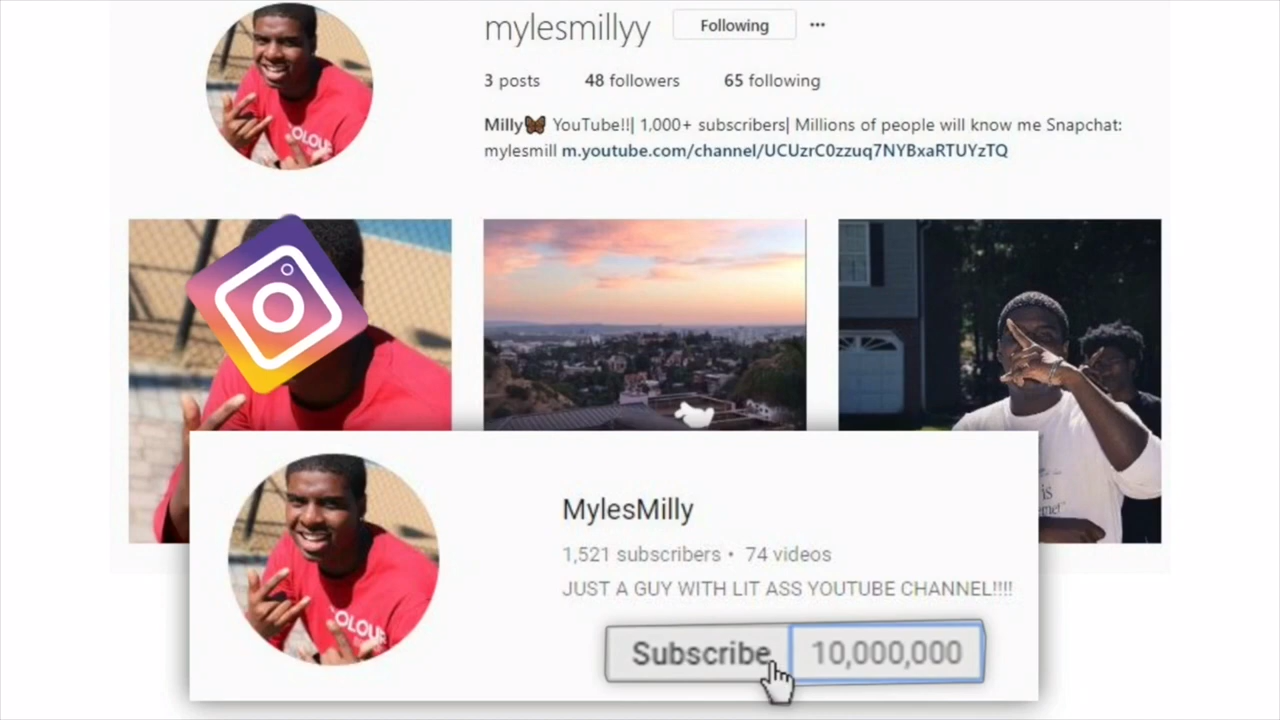 mylesmillyy Following •••
3 posts 48 followers 65 following
Milly🦋 YouTube!!| 1,000+ subscribers| Millions of people will know me Snapchat:
mylesmill m.youtube.com/channel/UCUzrC0zzuq7NYBxaRTUYzTQ
MylesMilly
1,521 subscribers • 74 videos
JUST A GUY WITH LIT ASS YOUTUBE CHANNEL!!!!
Subscribe 10,000,000